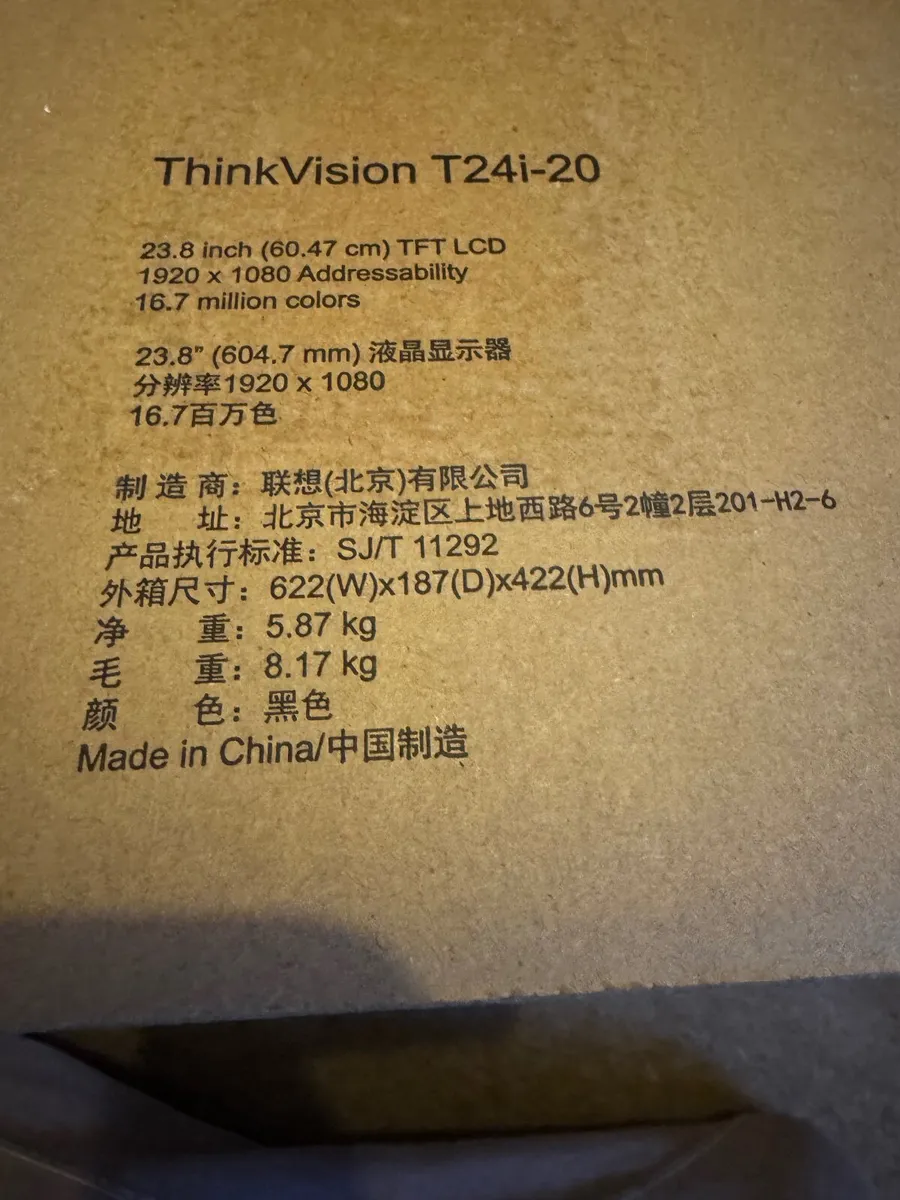 ThinkVision T24i-20
23.8 inch (60.47 cm) TFT LCD
1920 x 1080 Addressability
16.7 million colors
23.8" (604.7 mm) 液晶显示器
分辨率1920 x 1080
16.7百万色
制 造 商：联想(北京)有限公司
地 址：北京市海淀区上地西路6号2幢2层201-H2-6
产品执行标准：SJ/T 11292
外箱尺寸：622(W)x187(D)x422(H)mm
净 重：5.87 kg
毛 重：8.17 kg
颜 色：黑色
Made in China/中国制造